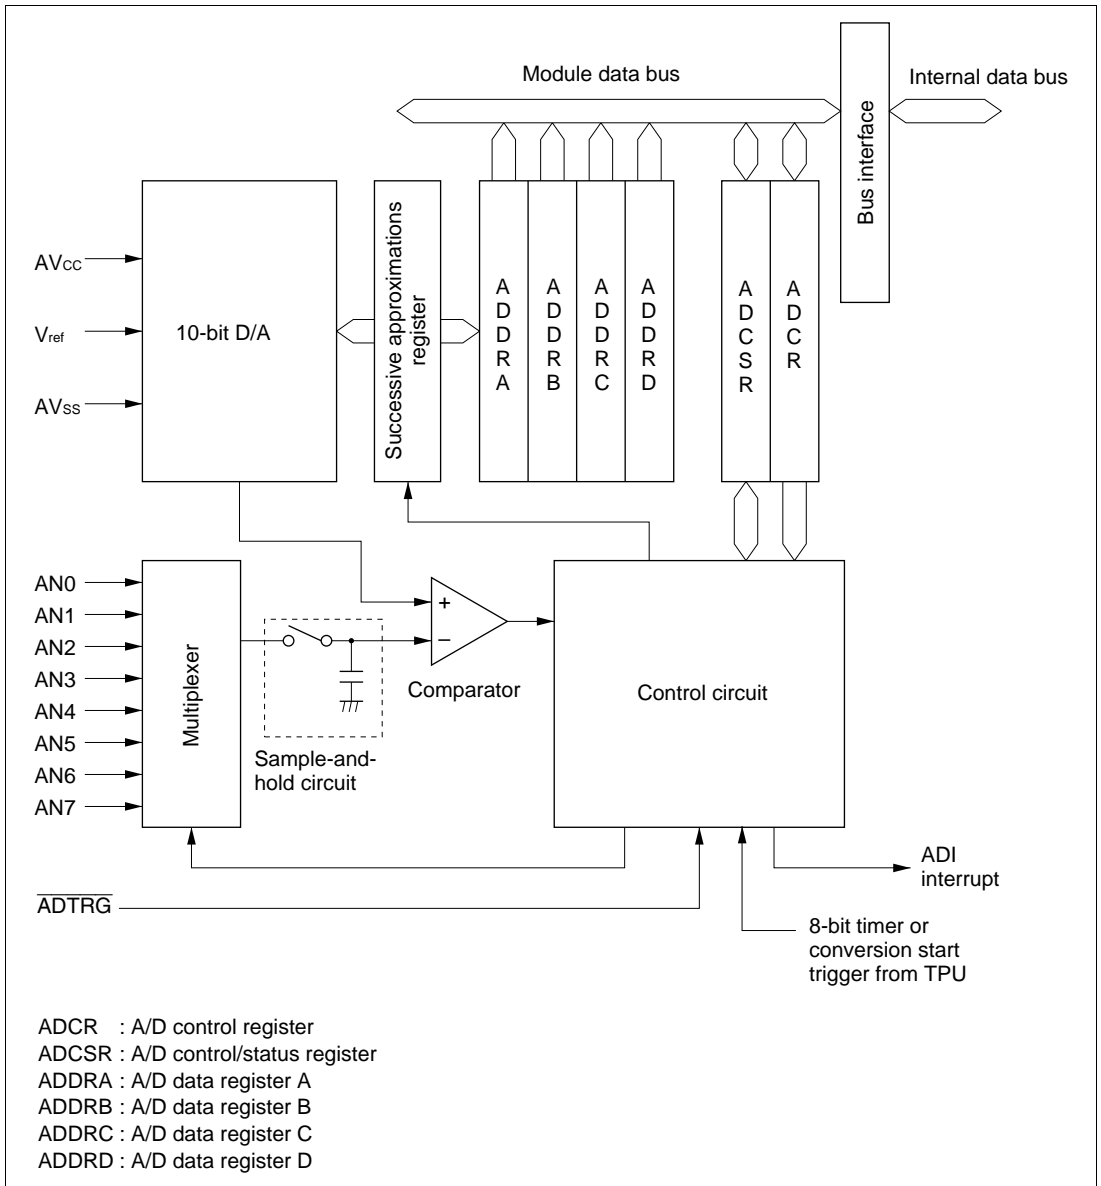 Module data bus
Internal data bus
Bus interface
AVCC
Vref
AVSS
10-bit D/A
Successive approximations
register
ADDRA
ADDRB
ADDRC
ADDRD
ADCSR
ADCR
AN0
AN1
AN2
AN3
AN4
AN5
AN6
AN7
Multiplexer
+
−
Comparator
Sample-and-
hold circuit
Control circuit
ADI
interrupt
ADTRG
8-bit timer or
conversion start
trigger from TPU
ADCR : A/D control register
ADCSR : A/D control/status register
ADDRA : A/D data register A
ADDRB : A/D data register B
ADDRC : A/D data register C
ADDRD : A/D data register D